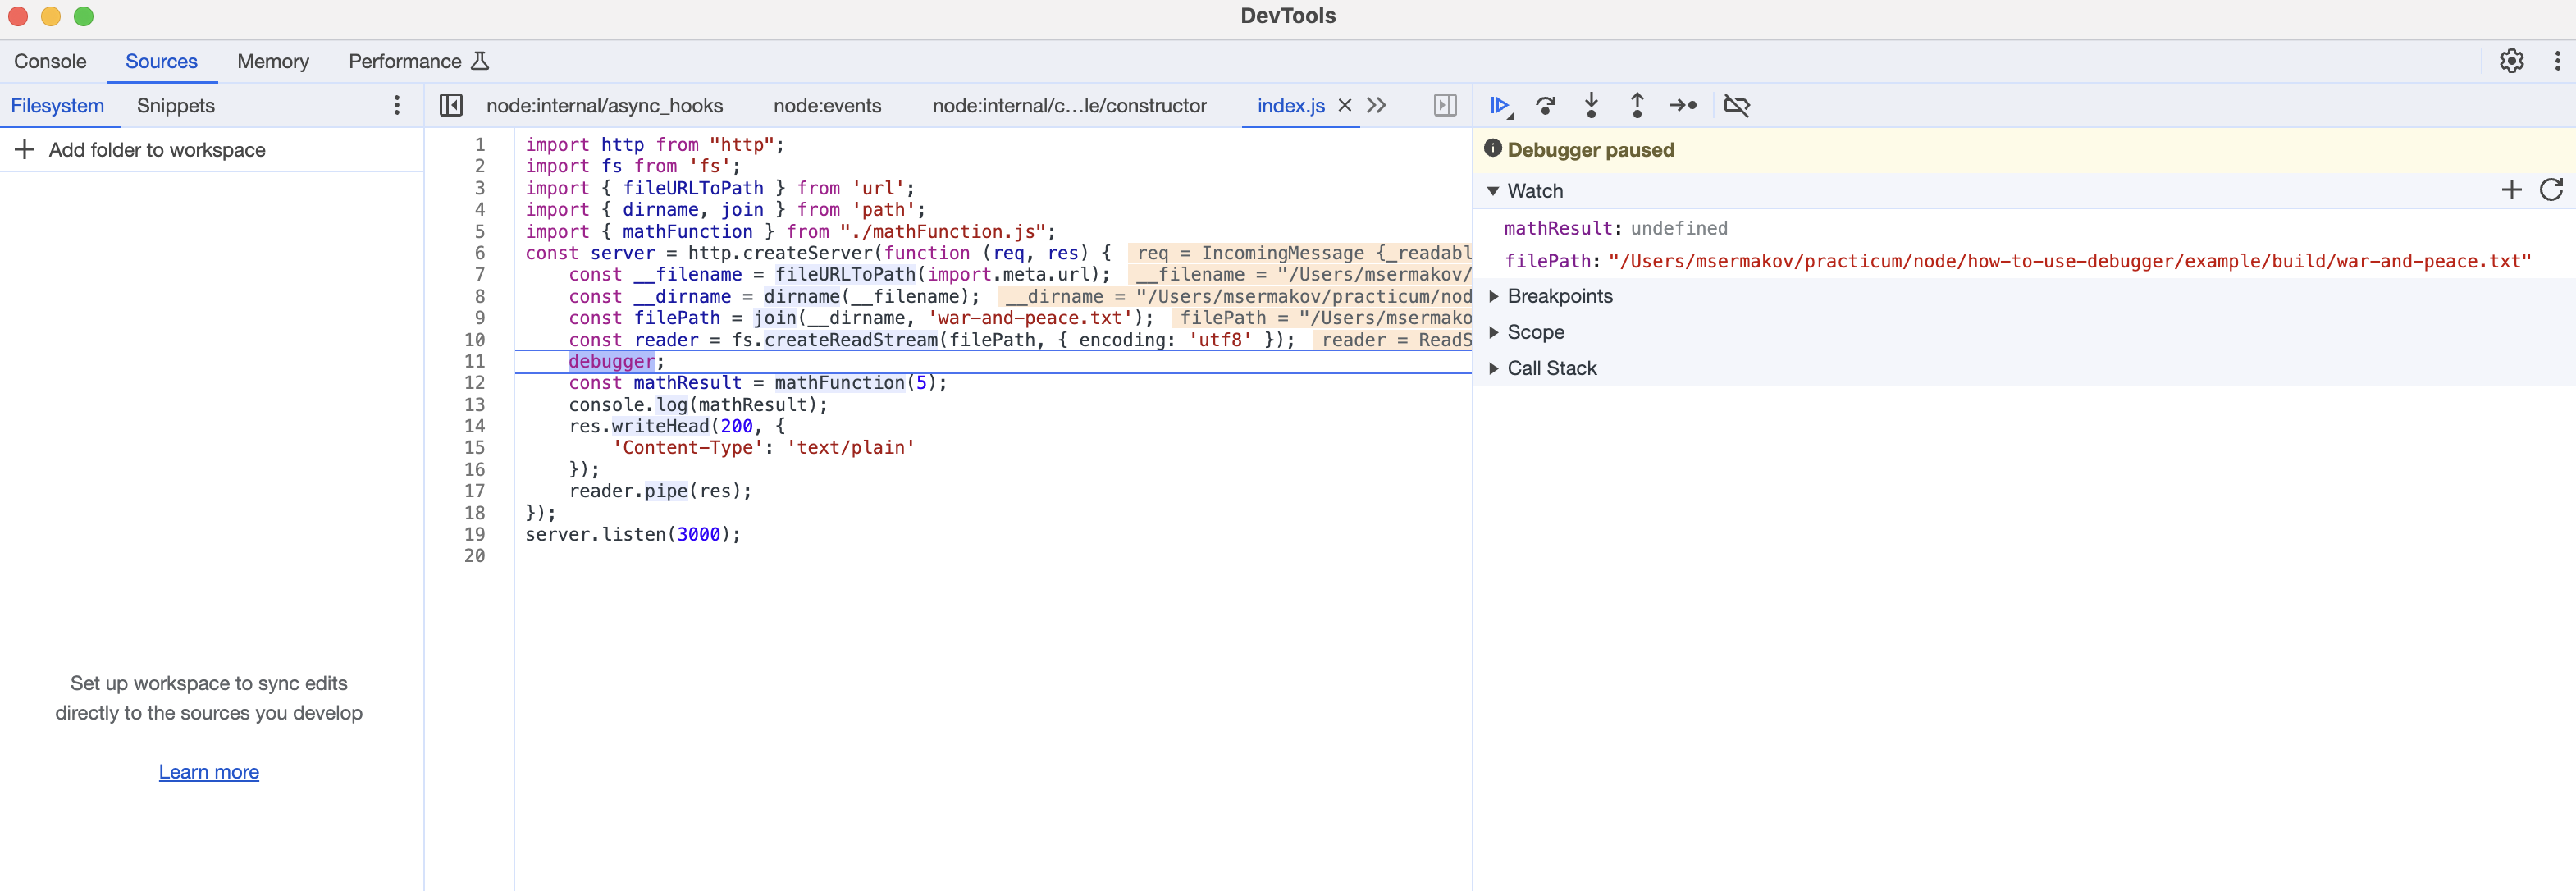 DevTools
Console Sources Memory Performance
Filesystem Snippets
node:internal/async_hooks node:events node:internal/c…le/constructor index.js
Add folder to workspace
Set up workspace to sync edits
directly to the sources you develop
Learn more
1 import http from "http";
2 import fs from 'fs';
3 import { fileURLToPath } from 'url';
4 import { dirname, join } from 'path';
5 import { mathFunction } from "./mathFunction.js";
6 const server = http.createServer(function (req, res) { req = IncomingMessage {_readabl
7 const __filename = fileURLToPath(import.meta.url); __filename = "/Users/msermakov/
8 const __dirname = dirname(__filename); __dirname = "/Users/msermakov/practicum/nod
9 const filePath = join(__dirname, 'war-and-peace.txt'); filePath = "/Users/msermako
10 const reader = fs.createReadStream(filePath, { encoding: 'utf8' }); reader = ReadS
11 debugger;
12 const mathResult = mathFunction(5);
13 console.log(mathResult);
14 res.writeHead(200, {
15 'Content-Type': 'text/plain'
16 });
17 reader.pipe(res);
18 });
19 server.listen(3000);
20
Debugger paused
Watch
mathResult: undefined
filePath: "/Users/msermakov/practicum/node/how-to-use-debugger/example/build/war-and-peace.txt"
Breakpoints
Scope
Call Stack